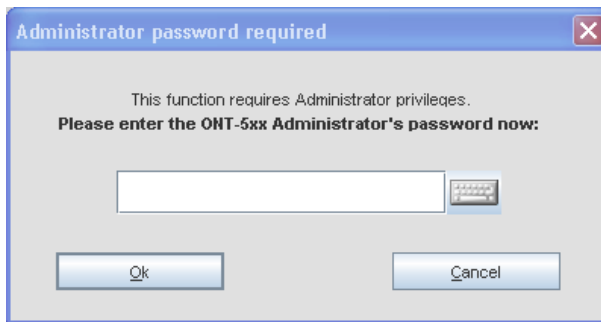 Administrator password required
This function requires Administrator privileges.
Please enter the ONT-5xx Administrator's password now:
Ok
Cancel